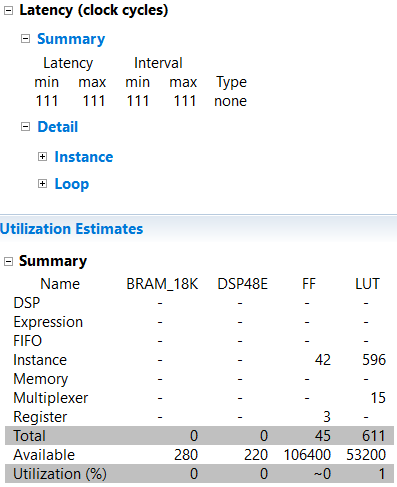 Latency (clock cycles)
Summary
Latency Interval
min max min max Type
111 111 111 111 none
Detail
Instance
Loop
Utilization Estimates
Summary
Name BRAM_18K DSP48E FF LUT
DSP - - - -
Expression - - - -
FIFO - - - -
Instance - - 42 596
Memory - - - -
Multiplexer - - - 15
Register - - 3 -
Total 0 0 45 611
Available 280 220 106400 53200
Utilization (%) 0 0 ~0 1